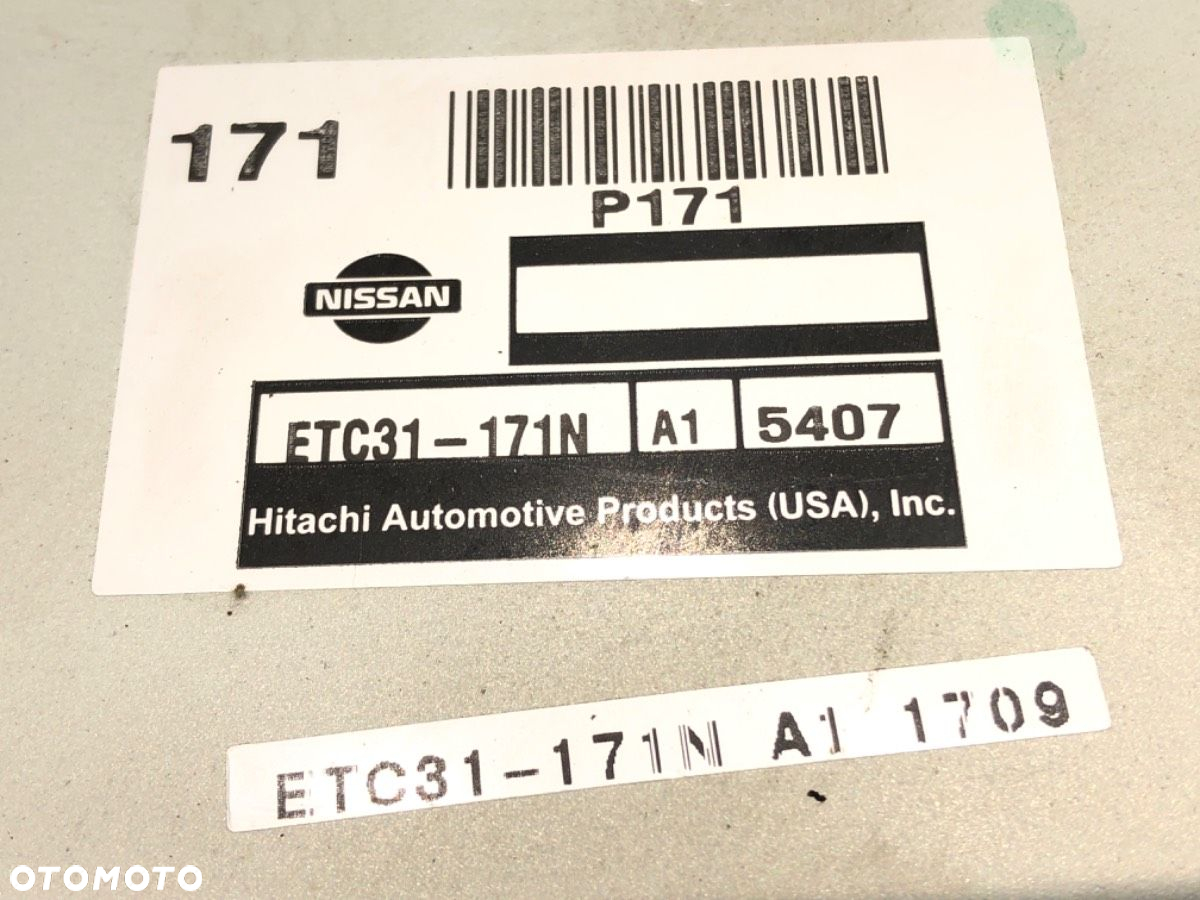 171
P171
NISSAN
ETC31-171N A1 5407
Hitachi Automotive Products (USA), Inc.
ETC31-171N A1 1709
OTOMOTO